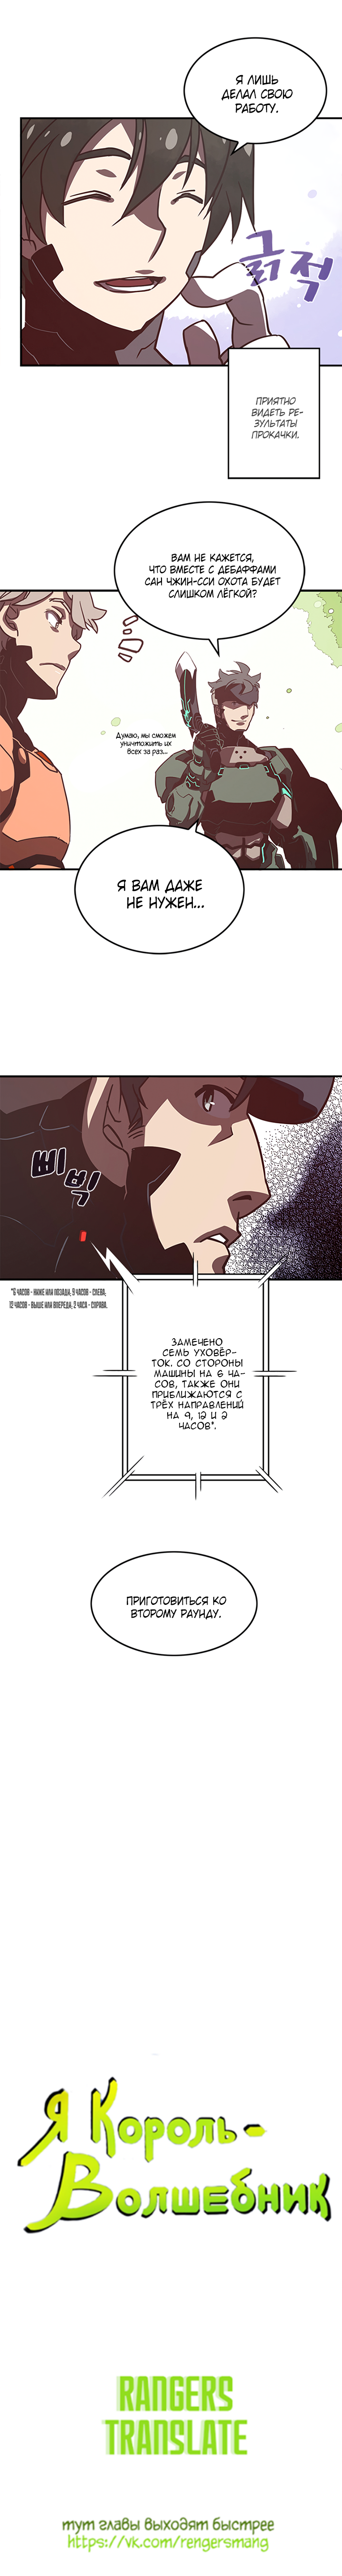 Я ЛИШЬ
ДЕЛАЛ СВОЮ
РАБОТУ.
긁적
ПРИЯТНО
ВИДЕТЬ РЕ-
ЗУЛЬТАТЫ
ПРОКАЧКИ.
ВАМ НЕ КАЖЕТСЯ,
ЧТО ВМЕСТЕ С ДЕБАФФАМИ
САН ЧЖИН-ССИ ОХОТА БУДЕТ
СЛИШКОМ ЛЁГКОЙ?
Думаю, мы сможем
уничтожить их
всех за раз...
Я ВАМ ДАЖЕ
НЕ НУЖЕН...
삐빅
*6 ЧАСОВ - НИЖЕ ИЛИ ПОЗАДИ, 9 ЧАСОВ - СЛЕВА,
12 ЧАСОВ - ВЫШЕ ИЛИ ВПЕРЕДИ, 2 ЧАСА - СПРАВА.
ЗАМЕЧЕНО
СЕМЬ УХОВЁР-
ТОК. СО СТОРОНЫ
МАШИНЫ НА 6 ЧА-
СОВ, ТАКЖЕ ОНИ
ПРИБЛИЖАЮТСЯ С
ТРЁХ НАПРАВЛЕНИЙ
НА 9, 12 И 2
ЧАСОВ*.
ПРИГОТОВИТЬСЯ КО
ВТОРОМУ РАУНДУ.
Я КОРОЛЬ-
ВОЛШЕБНИК
RANGERS
TRANSLATE
тут главы выходят быстрее
https://vk.com/rengersmang